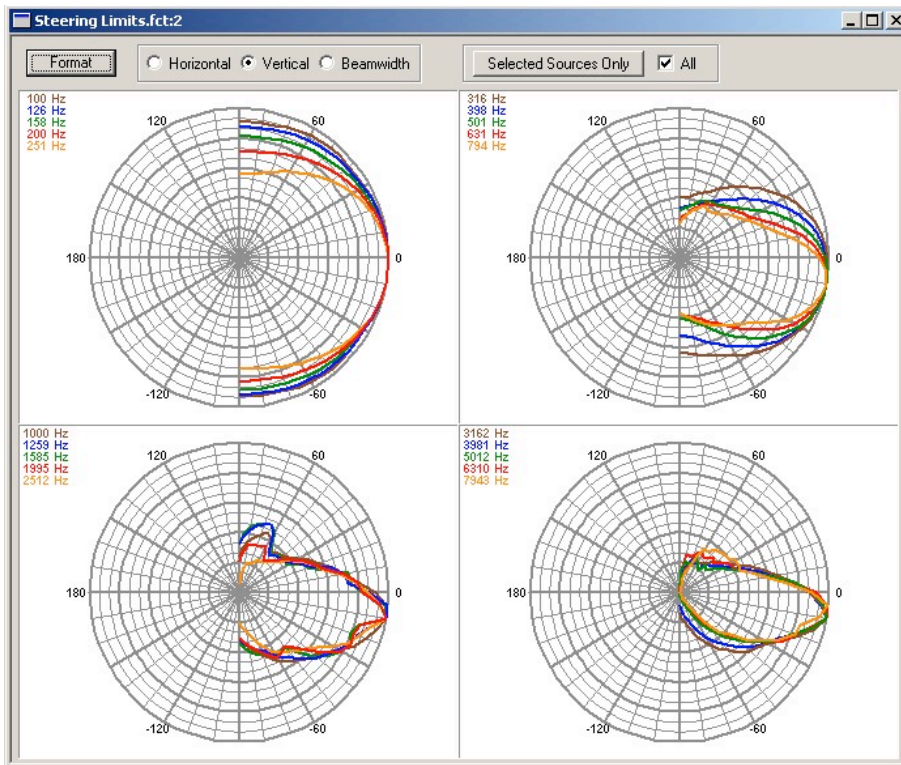 Steering Limits.fct:2
Format Horizontal Vertical Beamwidth Selected Sources Only All
100 Hz
126 Hz
158 Hz
200 Hz
251 Hz
120 60
180 0
-120 -60
316 Hz
398 Hz
501 Hz
631 Hz
794 Hz
120 60
180 0
-120 -60
1000 Hz
1259 Hz
1585 Hz
1995 Hz
2512 Hz
120 60
180 0
-120 -60
3162 Hz
3981 Hz
5012 Hz
6310 Hz
7943 Hz
120 60
180 0
-120 -60